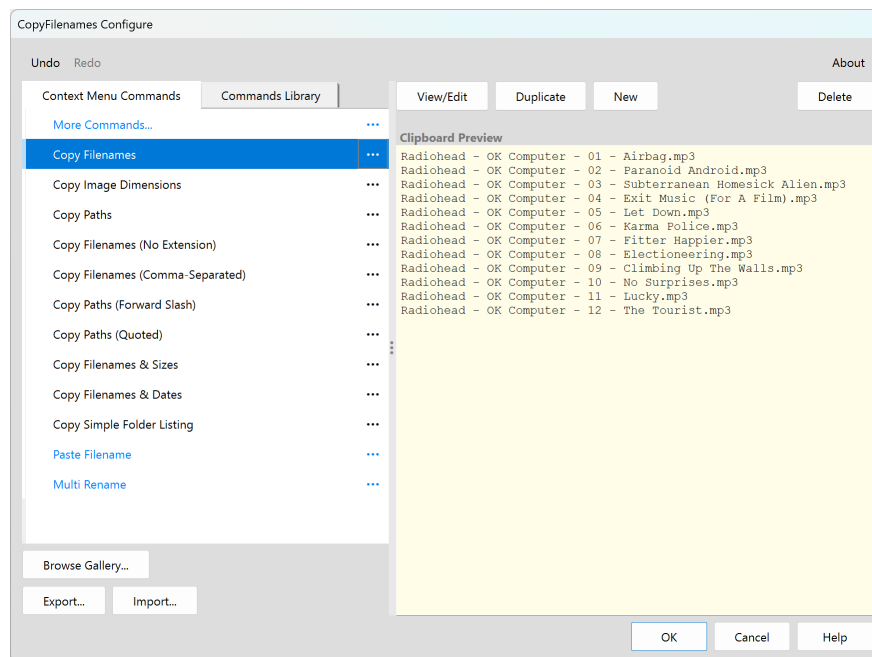 CopyFilenames Configure
Undo Redo About
Context Menu Commands Commands Library View/Edit Duplicate New Delete
More Commands...
Copy Filenames
Copy Image Dimensions
Copy Paths
Copy Filenames (No Extension)
Copy Filenames (Comma-Separated)
Copy Paths (Forward Slash)
Copy Paths (Quoted)
Copy Filenames & Sizes
Copy Filenames & Dates
Copy Simple Folder Listing
Paste Filename
Multi Rename
Browse Gallery...
Export... Import...
Clipboard Preview
Radiohead - OK Computer - 01 - Airbag.mp3
Radiohead - OK Computer - 02 - Paranoid Android.mp3
Radiohead - OK Computer - 03 - Subterranean Homesick Alien.mp3
Radiohead - OK Computer - 04 - Exit Music (For A Film).mp3
Radiohead - OK Computer - 05 - Let Down.mp3
Radiohead - OK Computer - 06 - Karma Police.mp3
Radiohead - OK Computer - 07 - Fitter Happier.mp3
Radiohead - OK Computer - 08 - Electioneering.mp3
Radiohead - OK Computer - 09 - Climbing Up The Walls.mp3
Radiohead - OK Computer - 10 - No Surprises.mp3
Radiohead - OK Computer - 11 - Lucky.mp3
Radiohead - OK Computer - 12 - The Tourist.mp3
OK Cancel Help